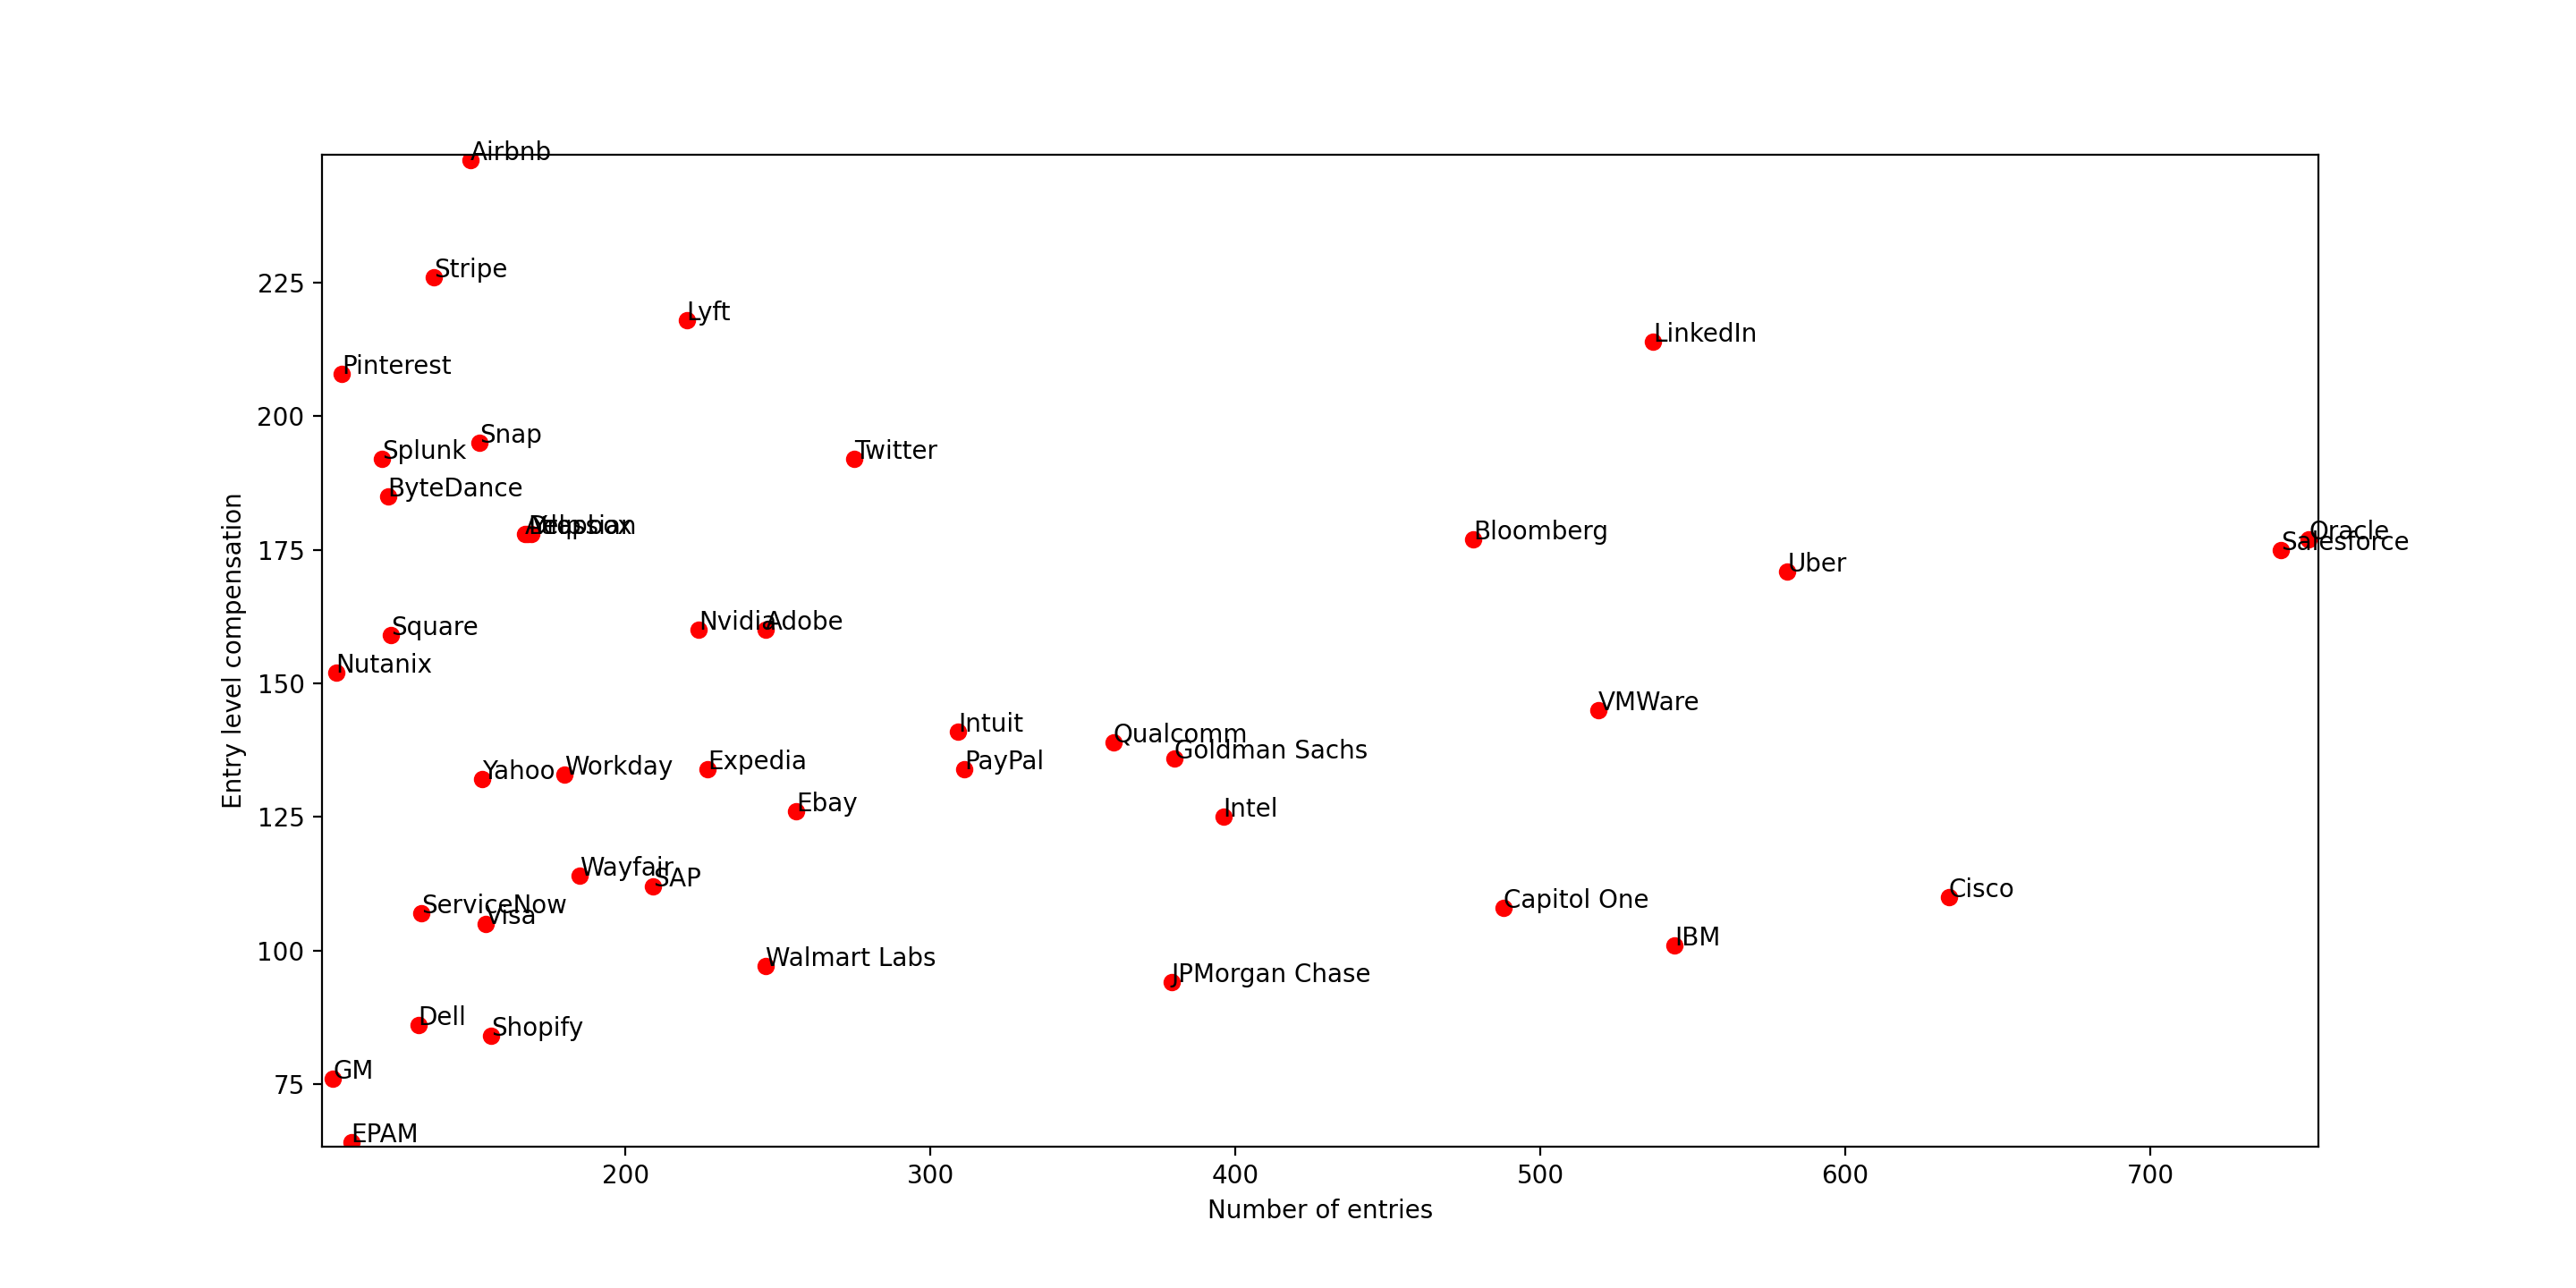 Airbnb
Stripe
225
Lyft
LinkedIn
Pinterest
200
Snap
Splunk
Twitter
ByteDance
Bloomberg
Oracle
Salesforce
175
Uber
Nvidia
Adobe
Square
Nutanix
150
VMWare
Intuit
Qualcomm
Goldman Sachs
Yahoo
Workday
Expedia
PayPal
Ebay
Intel
125
Wayfair
SAP
ServiceNow
Visa
Capitol One
Cisco
IBM
100
Walmart Labs
JPMorgan Chase
Dell
Shopify
GM
75
EPAM
Entry level compensation
200 300 400 500 600 700
Number of entries